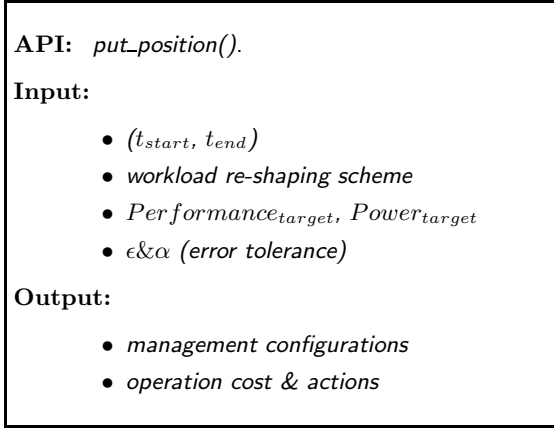 API: put_position().
Input:
• (t_start, t_end)
• workload re-shaping scheme
• Performance_target, Power_target
• ϵ&α (error tolerance)
Output:
• management configurations
• operation cost & actions